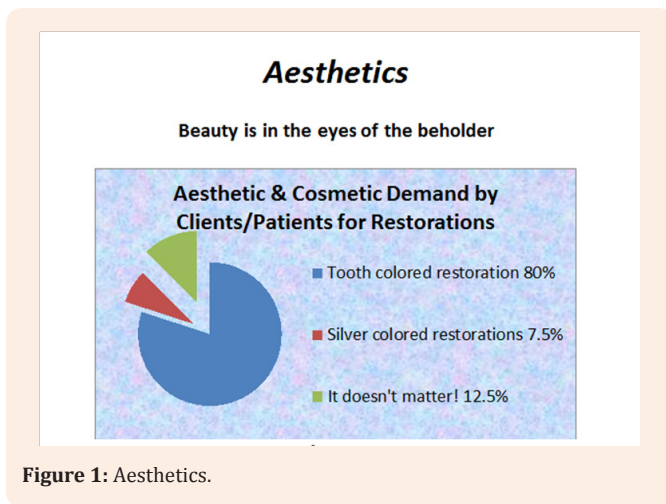 Aesthetics
Beauty is in the eyes of the beholder
Aesthetic & Cosmetic Demand by
Clients/Patients for Restorations
Tooth colored restoration 80%
Silver colored restorations 7.5%
It doesn't matter! 12.5%
Figure 1: Aesthetics.